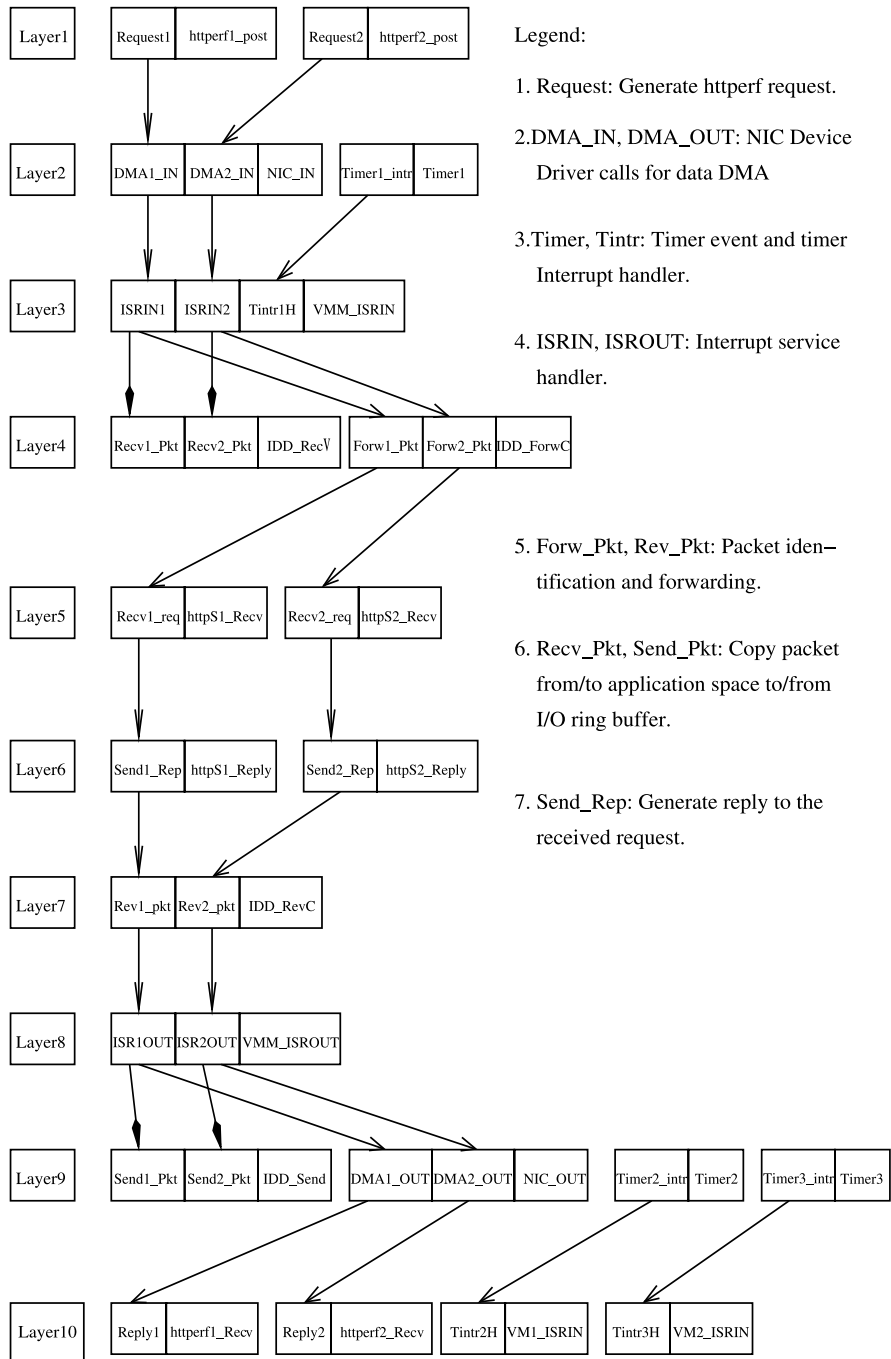 Layer1
Request1 httperf1_post Request2 httperf2_post
Layer2
DMA1_IN DMA2_IN NIC_IN Timer1_intr Timer1
Layer3
ISRIN1 ISRIN2 Tintr1H VMM_ISRIN
Layer4
Recv1_Pkt Recv2_Pkt IDD_RecV Forw1_Pkt Forw2_Pkt IDD_ForwC
Layer5
Recv1_req httpS1_Recv Recv2_req httpS2_Recv
Layer6
Send1_Rep httpS1_Reply Send2_Rep httpS2_Reply
Layer7
Rev1_pkt Rev2_pkt IDD_RevC
Layer8
ISR1OUT ISR2OUT VMM_ISROUT
Layer9
Send1_Pkt Send2_Pkt IDD_Send DMA1_OUT DMA2_OUT NIC_OUT Timer2_intr Timer2 Timer3_intr Timer3
Layer10
Reply1 httperf1_Recv Reply2 httperf2_Recv Tintr2H VM1_ISRIN Tintr3H VM2_ISRIN
Legend:
1. Request: Generate httperf request.
2.DMA_IN, DMA_OUT: NIC Device
Driver calls for data DMA
3.Timer, Tintr: Timer event and timer
Interrupt handler.
4. ISRIN, ISROUT: Interrupt service
handler.
5. Forw_Pkt, Rev_Pkt: Packet iden–
tification and forwarding.
6. Recv_Pkt, Send_Pkt: Copy packet
from/to application space to/from
I/O ring buffer.
7. Send_Rep: Generate reply to the
received request.